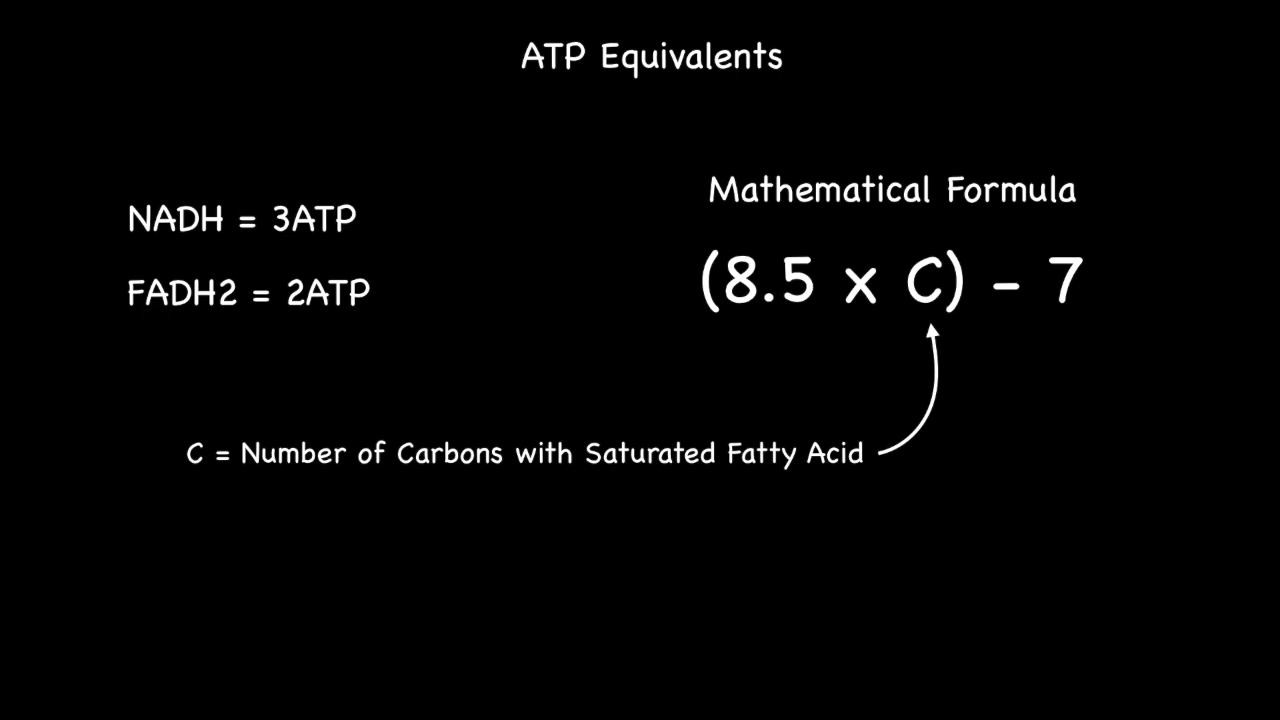 ATP Equivalents
NADH = 3ATP
FADH2 = 2ATP
Mathematical Formula
(8.5 x C) - 7
C = Number of Carbons with Saturated Fatty Acid